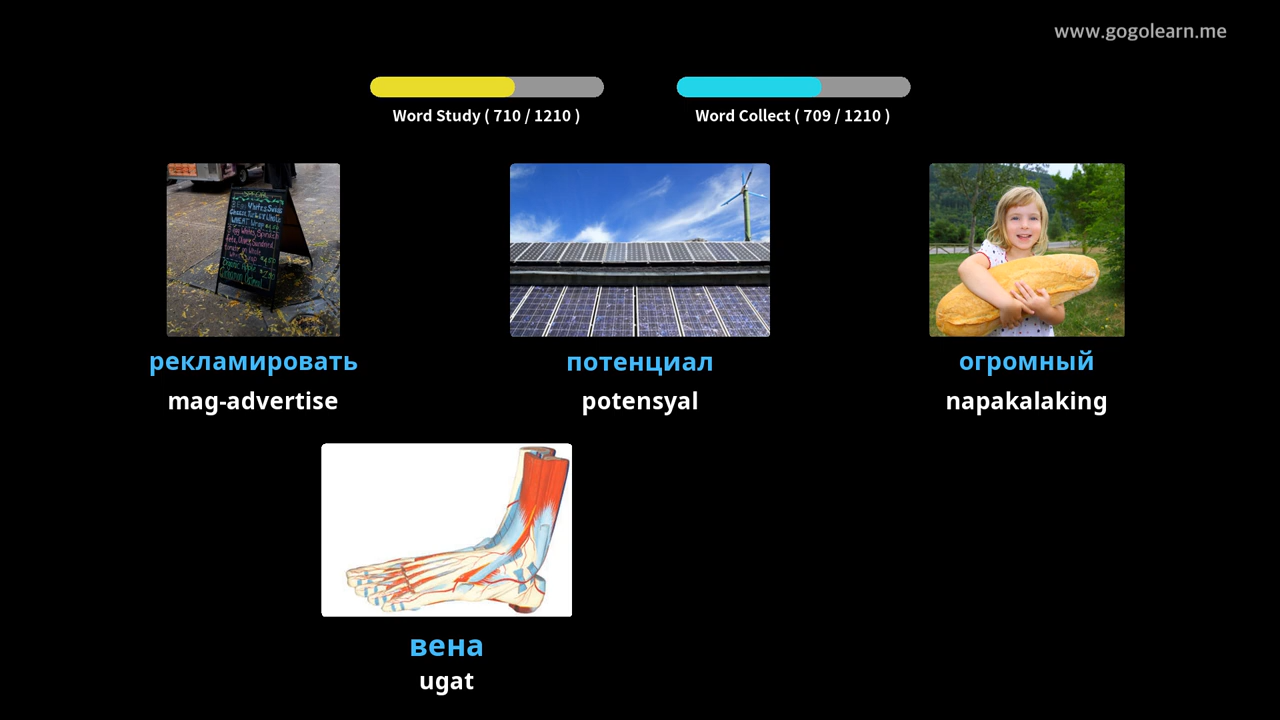 www.gogolearn.me
Word Study ( 710 / 1210 )
Word Collect ( 709 / 1210 )
рекламировать
mag-advertise
потенциал
potensyal
огромный
napakalaking
вена
ugat